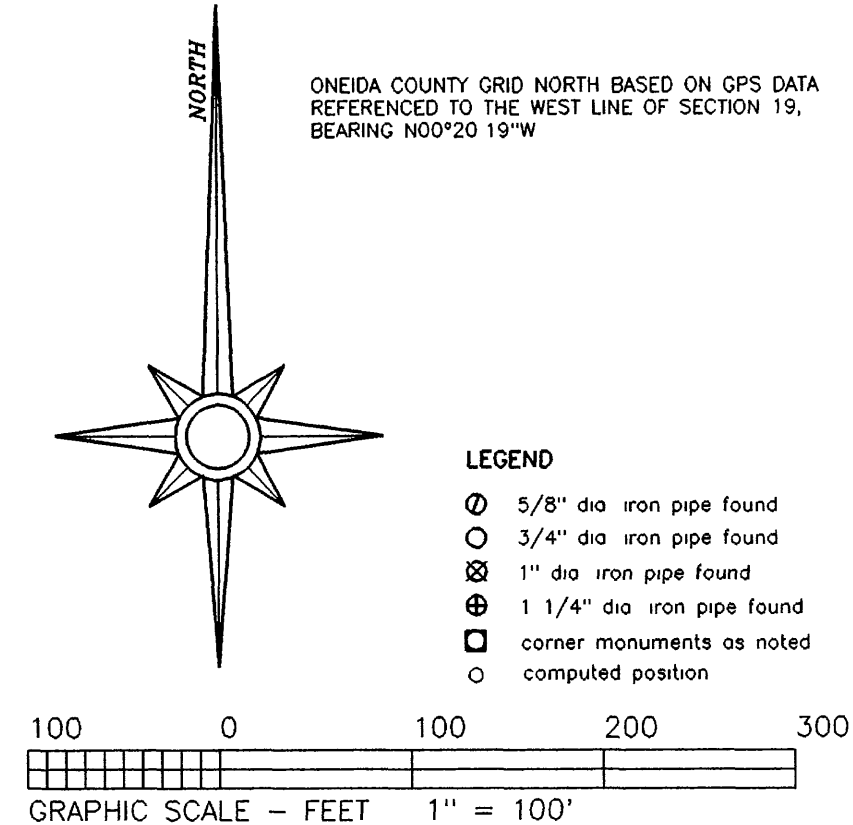 NORTH
ONEIDA COUNTY GRID NORTH BASED ON GPS DATA
REFERENCED TO THE WEST LINE OF SECTION 19,
BEARING N00°20 19"W
LEGEND
5/8" dia iron pipe found
3/4" dia iron pipe found
1" dia iron pipe found
1 1/4" dia iron pipe found
corner monuments as noted
computed position
100 0 100 200 300
GRAPHIC SCALE – FEET 1" = 100'